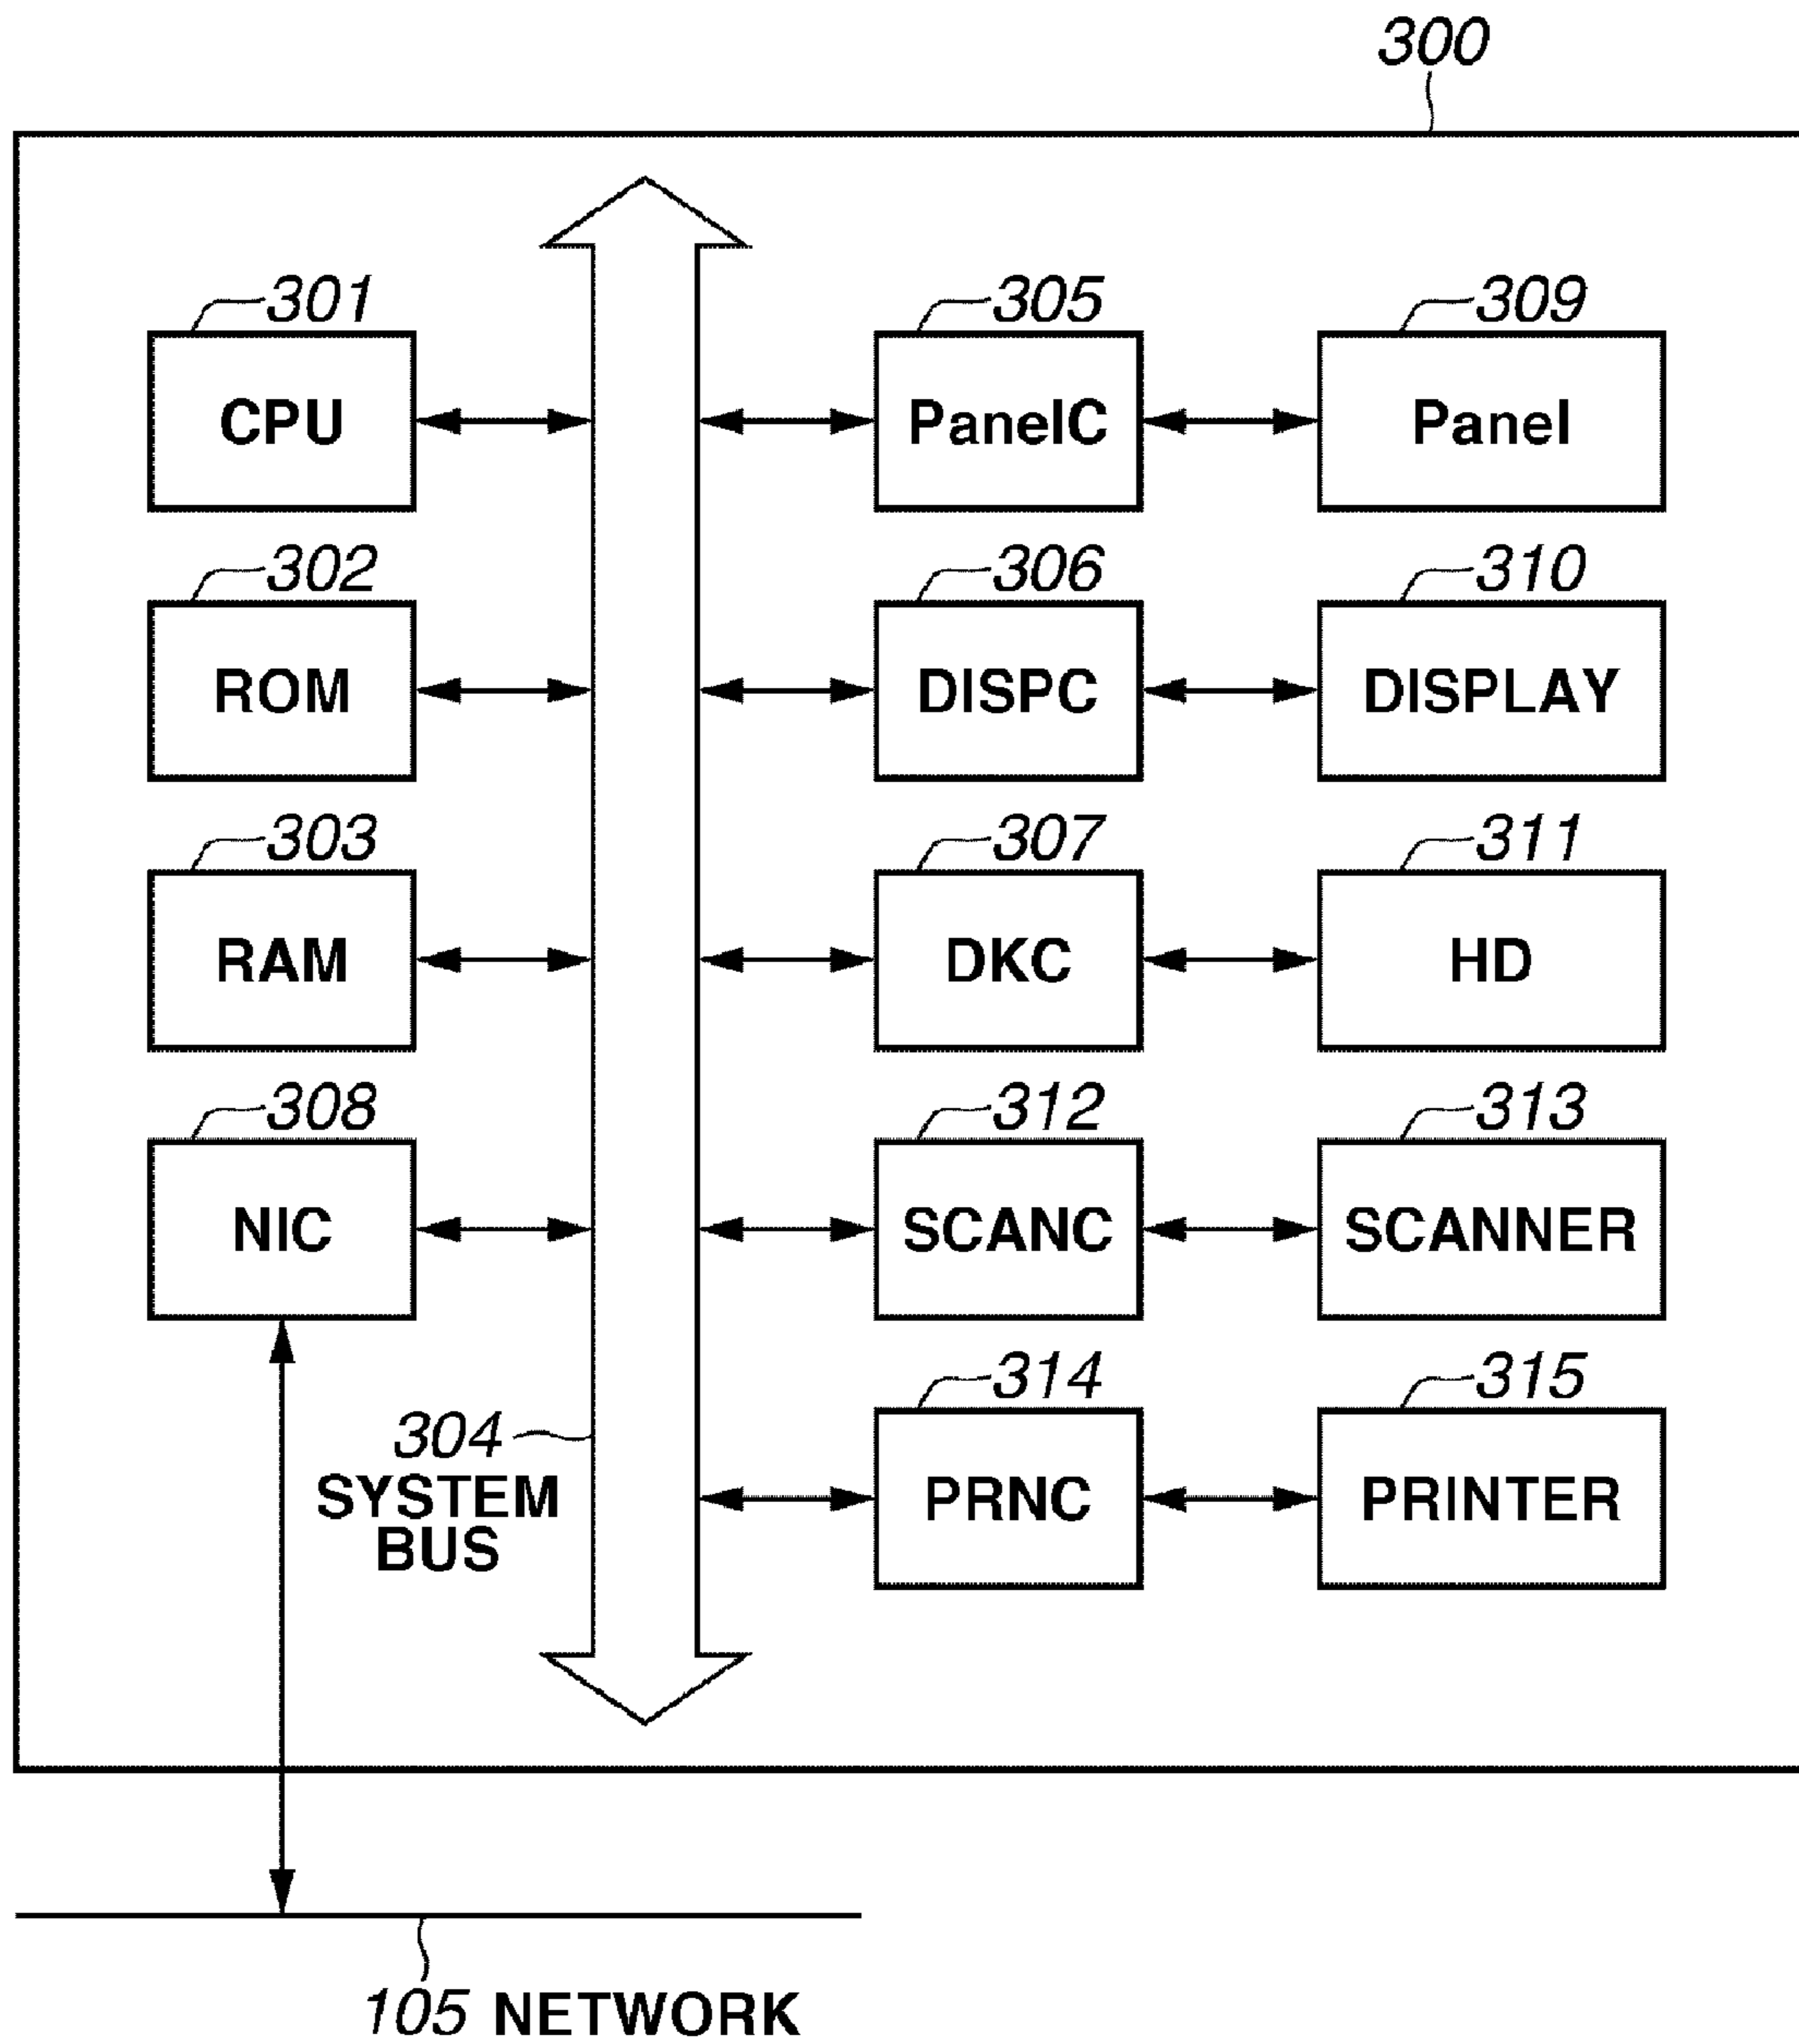 300
301
305
309
CPU
PanelC
Panel
302
306
310
ROM
DISPC
DISPLAY
303
307
311
RAM
DKC
HD
308
312
313
NIC
SCANC
SCANNER
314
315
304
SYSTEM
BUS
PRNC
PRINTER
105 NETWORK